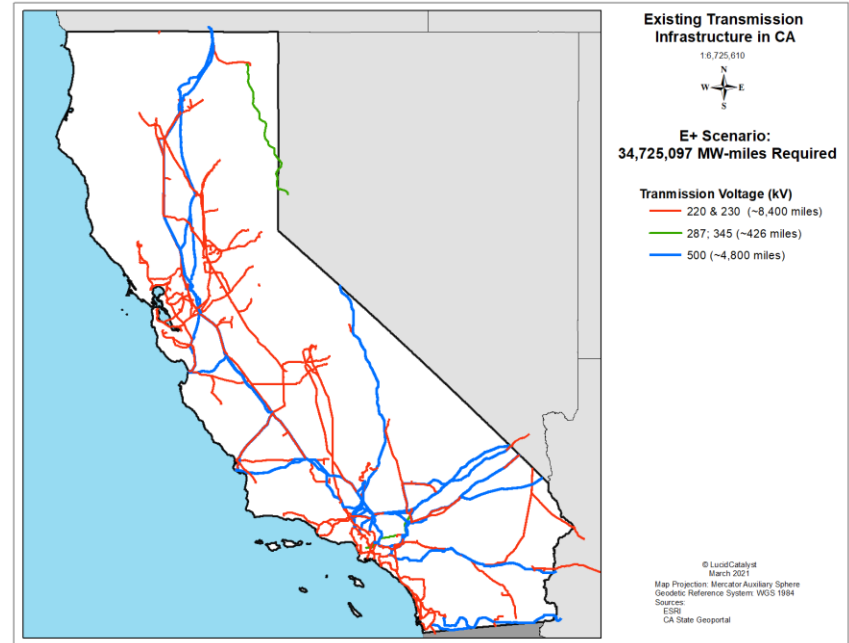 Existing Transmission
Infrastructure in CA
1:6,725,610
N
W E
S
E+ Scenario:
34,725,097 MW-miles Required
Tranmission Voltage (kV)
220 & 230 (~8,400 miles)
287; 345 (~426 miles)
500 (~4,800 miles)
© LucidCatalyst
March 2021
Map Projection: Mercator Auxiliary Sphere
Geodetic Reference System: WGS 1984
Sources:
ESRI
CA State Geoportal